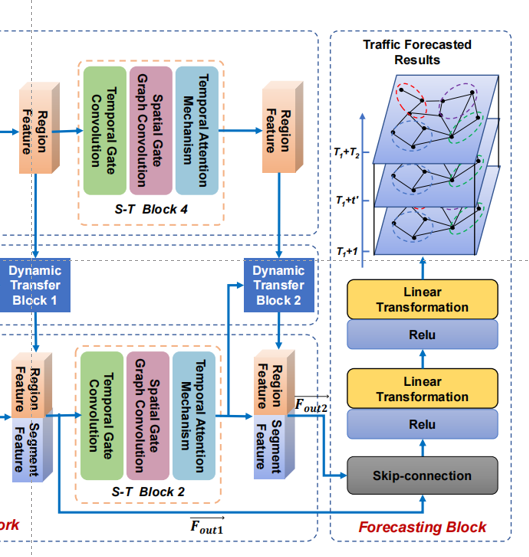 Traffic Forecasted
Results
Region
Feature
Temporal Gate
Convolution
Spatial Gate
Graph Convolution
Temporal Attention
Mechanism
Region
Feature
S-T Block 4
T₁+T₂
T₁+t'
T₁+1
Dynamic
Transfer
Block 1
Dynamic
Transfer
Block 2
Linear
Transformation
Relu
Linear
Transformation
Relu
Skip-connection
Region
Feature
Segment
Feature
Temporal Gate
Convolution
Spatial Gate
Graph Convolution
Temporal Attention
Mechanism
Region
Feature
Segment
Feature
S-T Block 2
F_out2
F_out1
ork
Forecasting Block